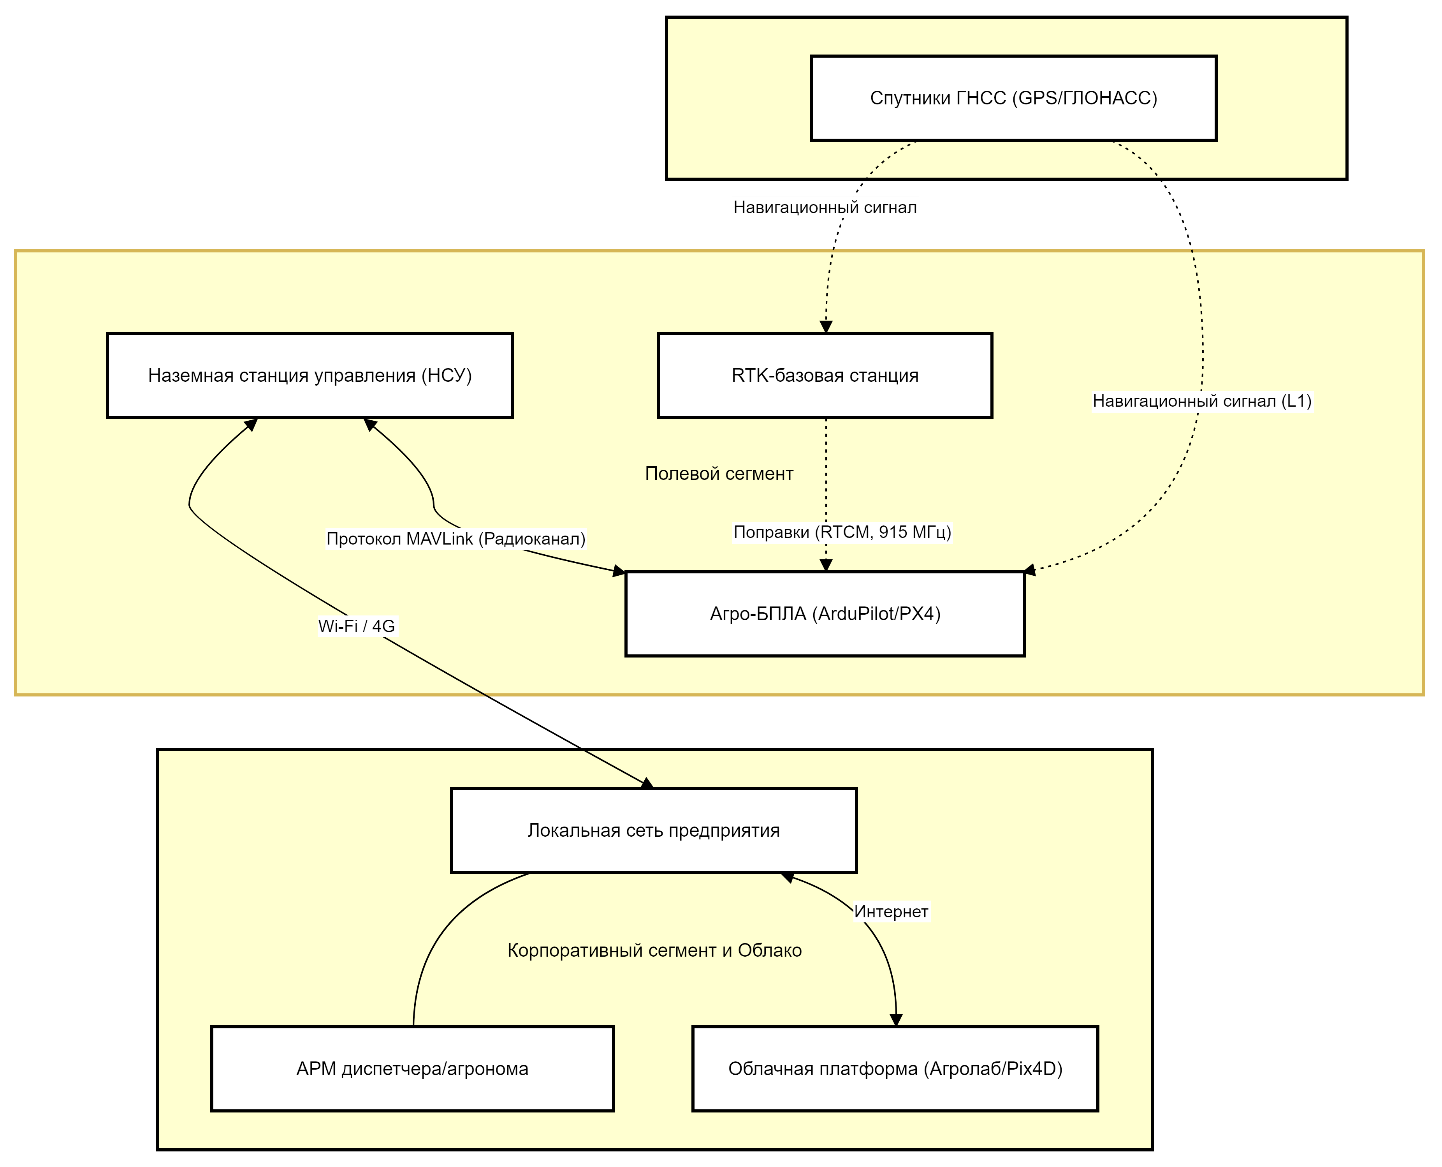 Спутники ГНСС (GPS/ГЛОНАСС)
Навигационный сигнал
Наземная станция управления (НСУ)
RTK-базовая станция
Навигационный сигнал (L1)
Полевой сегмент
Поправки (RTCM, 915 МГц)
Протокол MAVLink (Радиоканал)
Агро-БПЛА (ArduPilot/PX4)
Wi-Fi / 4G
Локальная сеть предприятия
Интернет
Корпоративный сегмент и Облако
АРМ диспетчера/агронома
Облачная платформа (Агролаб/Pix4D)